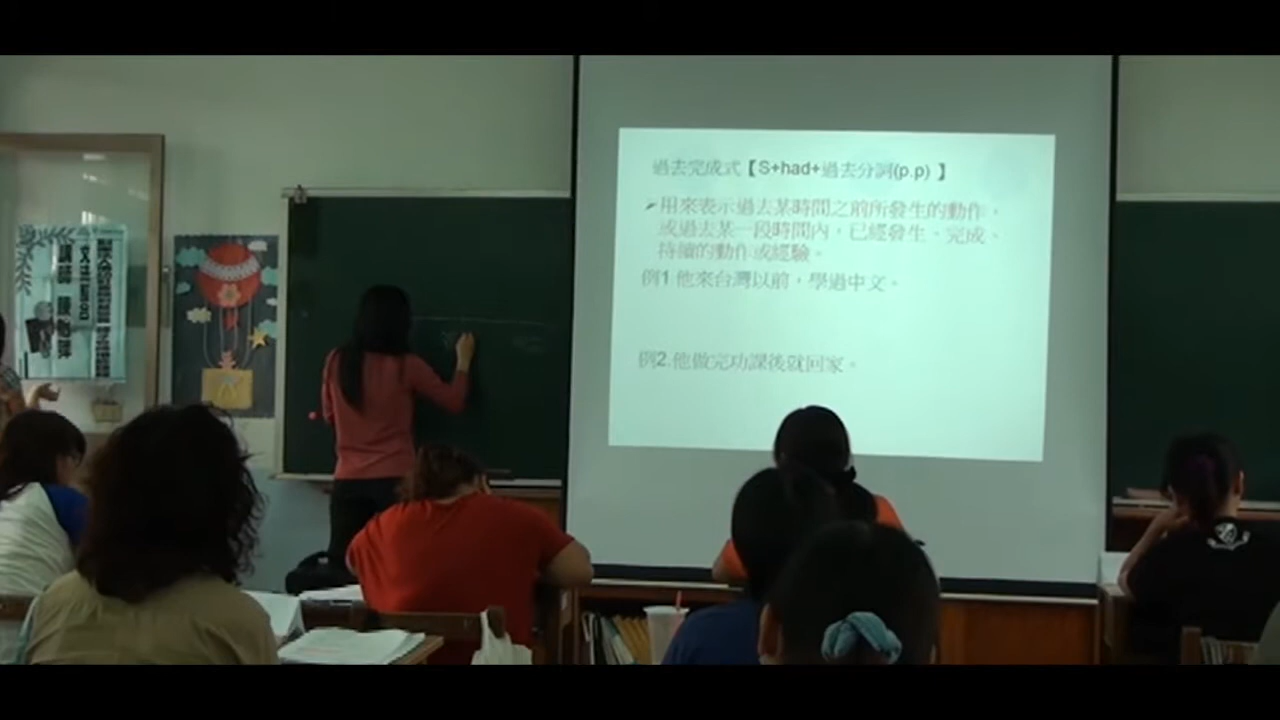 過去完成式【S+had+過去分詞(p.p) 】
➢用來表示過去某時間之前所發生的動作，
或過去某一段時間內，已經發生、完成、
持續的動作或經驗。
例1 他來台灣以前，學過中文。
例2.他做完功課後就回家。
講師 陳